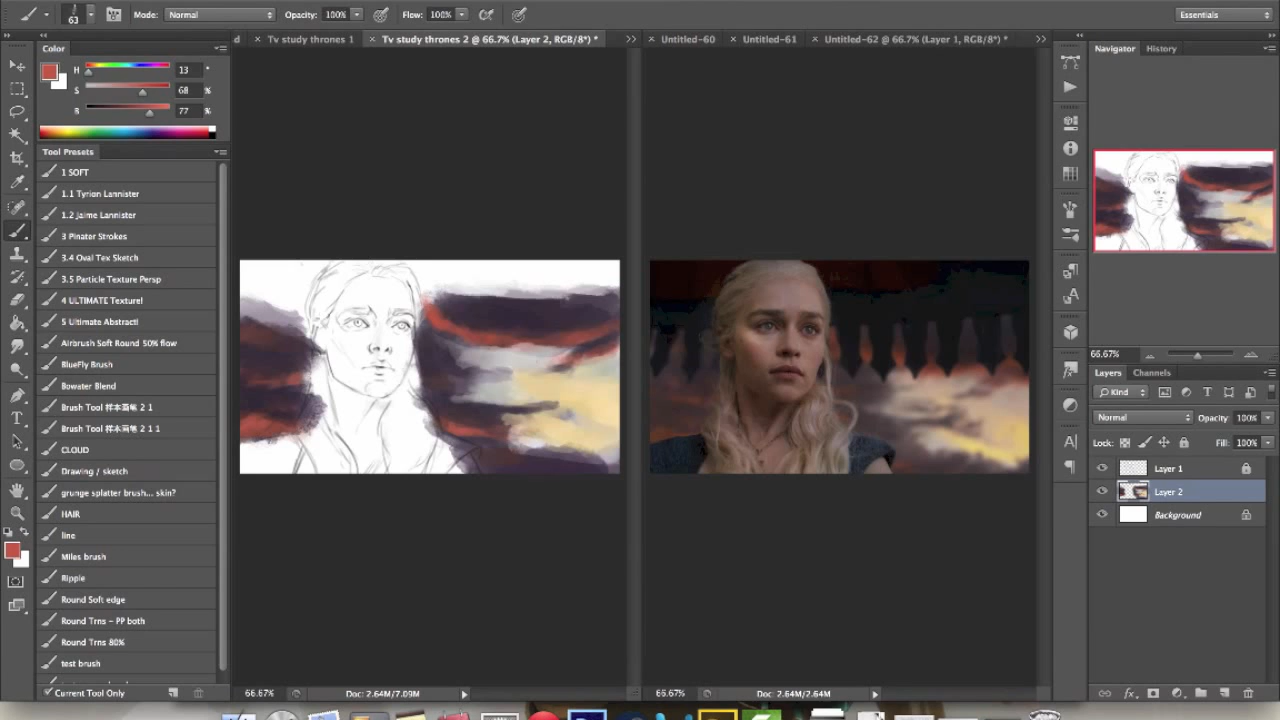 63 Mode: Normal Opacity: 100% Flow: 100% Essentials
d × Tv study thrones 1 × Tv study thrones 2 @ 66.7% (Layer 2, RGB/8*) * × Untitled-60 × Untitled-61 × Untitled-62 @ 66.7% (Layer 1, RGB/8*) *
Color
H 13 °
S 68 %
B 77 %
Tool Presets
1 SOFT
1.1 Tyrion Lannister
1.2 Jaime Lannister
3 Pinater Strokes
3.4 Oval Tex Sketch
3.5 Particle Texture Persp
4 ULTIMATE Texture!
5 Ultimate Abstract!
Airbrush Soft Round 50% flow
BlueFly Brush
Bowater Blend
Brush Tool 样本画笔 2 1
Brush Tool 样本画笔 2 1 1
CLOUD
Drawing / sketch
grunge splatter brush... skin?
HAIR
line
Miles brush
Ripple
Round Soft edge
Round Trns - PP both
Round Trns 80%
test brush
Current Tool Only
66.67% Doc: 2.64M/7.09M
66.67% Doc: 2.64M/2.64M
Navigator History
66.67%
Layers Channels
Kind
Normal Opacity: 100%
Lock: Fill: 100%
Layer 1
Layer 2
Background